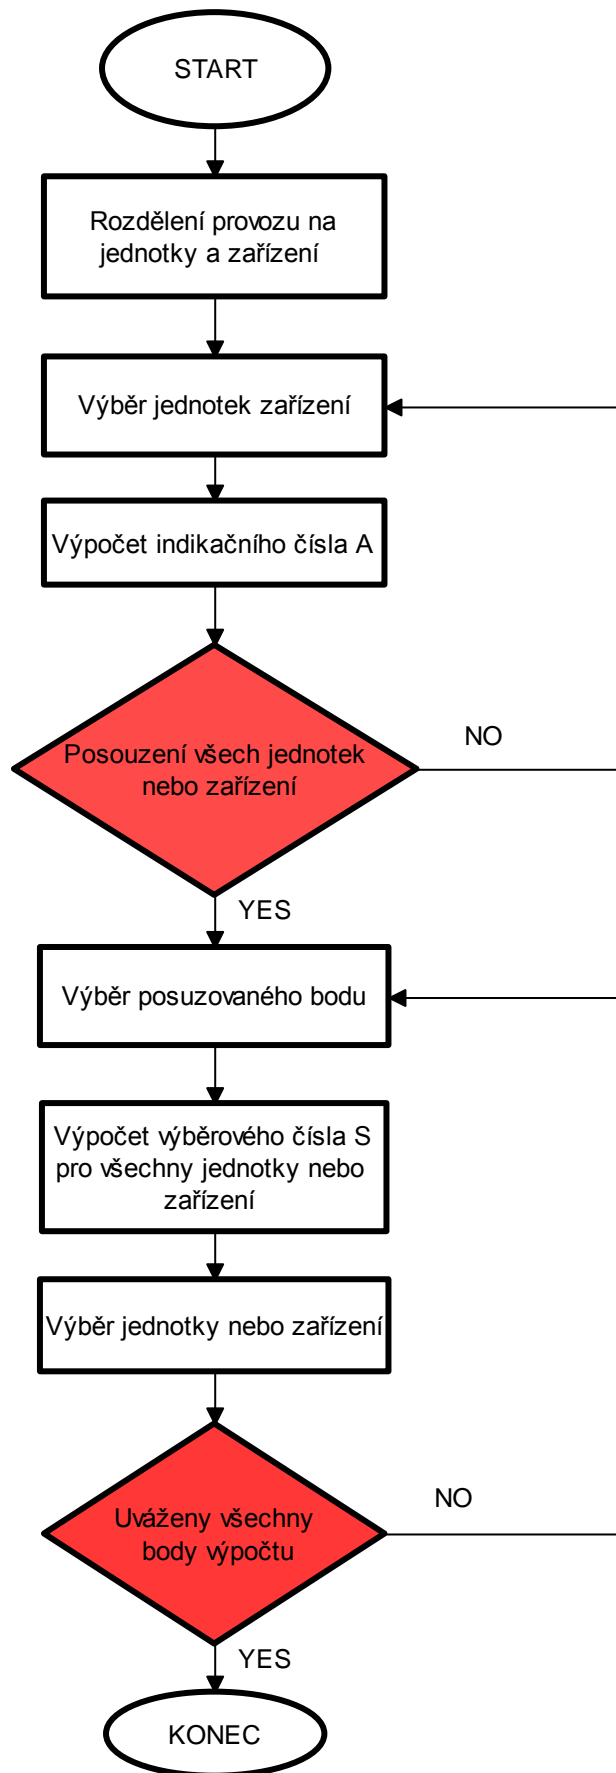 START
Rozdělení provozu na
jednotky a zařízení
Výběr jednotek zařízení
Výpočet indikačního čísla A
Posouzení všech jednotek
nebo zařízení
NO
YES
Výběr posuzovaného bodu
Výpočet výběrového čísla S
pro všechny jednotky nebo
zařízení
Výběr jednotky nebo zařízení
Uváženy všechny
body výpočtu
NO
YES
KONEC